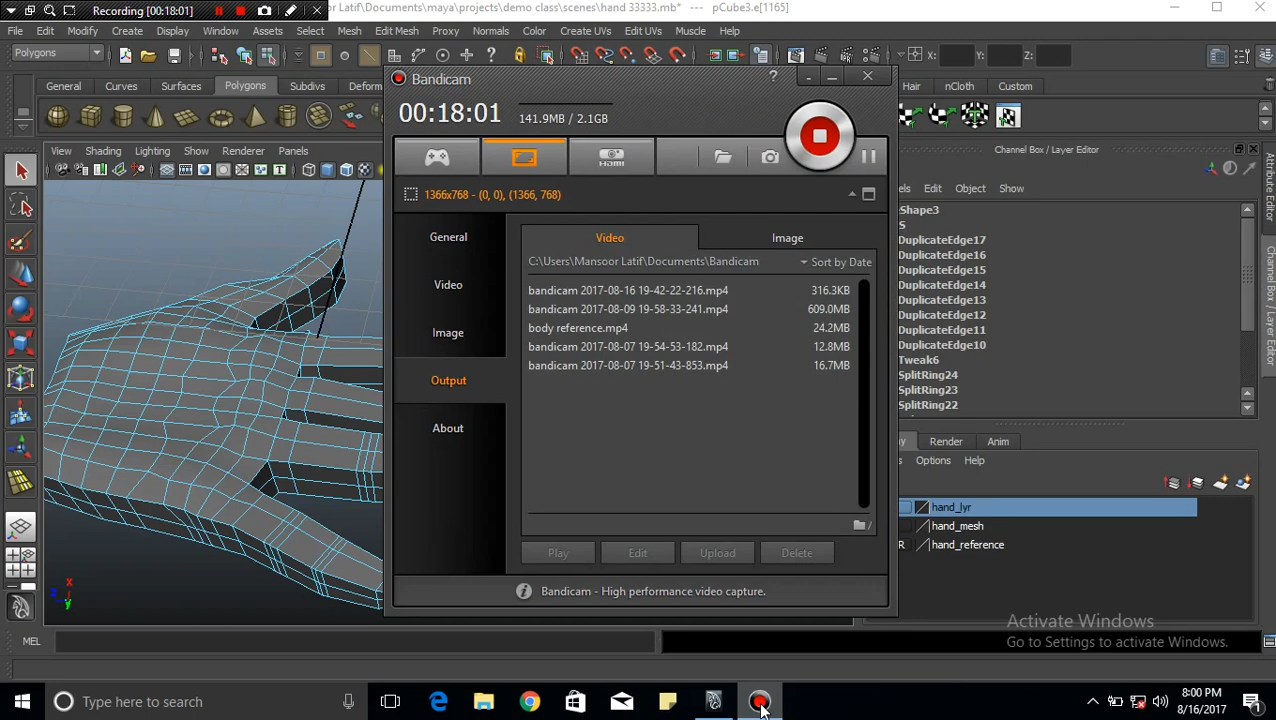 Recording [00:18:01]
r Latif\Documents\maya\projects\demo class\scenes\hand 33333.mb* - pCube3.e[1165]
File Edit Modify Create Display Window Assets Select Mesh Edit Mesh Proxy Normals Color Create UVs Edit UVs Muscle Help
Polygons X: Y: Z:
General Curves Surfaces Polygons Subdivs Deform Hair nCloth Custom
View Shading Lighting Show Renderer Panels
Bandicam
00:18:01
141.9MB / 2.1GB
1366x768 - (0, 0), (1366, 768)
General
Video
Image
Output
About
Video Image
C:\Users\Mansoor Latif\Documents\Bandicam Sort by Date
bandicam 2017-08-16 19-42-22-216.mp4 316.3KB
bandicam 2017-08-09 19-58-33-241.mp4 609.0MB
body reference.mp4 24.2MB
bandicam 2017-08-07 19-54-53-182.mp4 12.8MB
bandicam 2017-08-07 19-51-43-853.mp4 16.7MB
Play Edit Upload Delete
Bandicam - High performance video capture.
Channel Box / Layer Editor
els Edit Object Show
Shape3
S
DuplicateEdge17
DuplicateEdge16
DuplicateEdge15
DuplicateEdge14
DuplicateEdge13
DuplicateEdge12
DuplicateEdge11
DuplicateEdge10
Tweak6
SplitRing24
SplitRing23
SplitRing22
ay Render Anim
s Options Help
hand_lyr
hand_mesh
R hand_reference
Attribute Editor
Channel Box / Layer Editor
x
z
y
MEL
Activate Windows
Go to Settings to activate Windows.
Type here to search
8:00 PM
8/16/2017
1